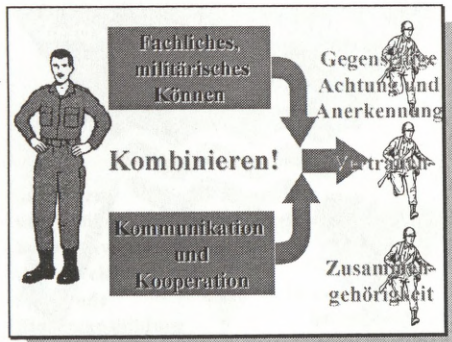 Fachliches,
militärisches
Können
Kombinieren!
Kommunikation
und
Kooperation
Gegenseitige
Achtung und
Anerkennung
Vertrauen
Zusammen-
gehörigkeit